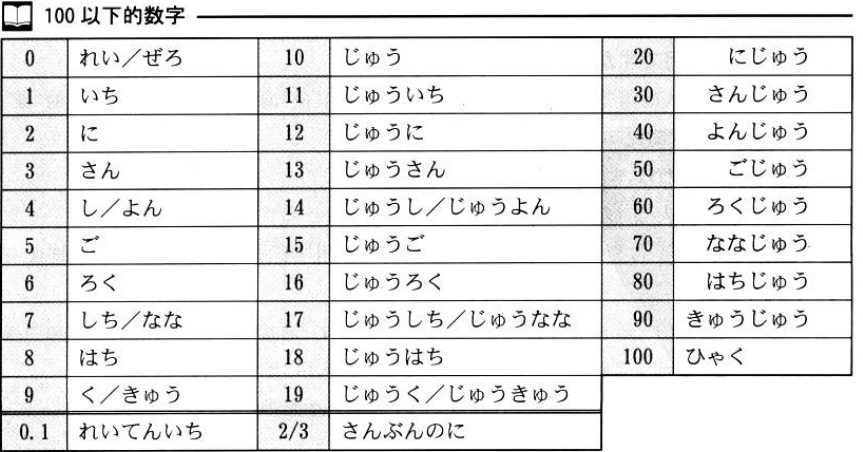 100 以下的数字
0 れい／ぜろ 10 じゅう 20 にじゅう
1 いち 11 じゅういち 30 さんじゅう
2 に 12 じゅうに 40 よんじゅう
3 さん 13 じゅうさん 50 ごじゅう
4 し／よん 14 じゅうし／じゅうよん 60 ろくじゅう
5 ご 15 じゅうご 70 ななじゅう
6 ろく 16 じゅうろく 80 はちじゅう
7 しち／なな 17 じゅうしち／じゅうなな 90 きゅうじゅう
8 はち 18 じゅうはち 100 ひゃく
9 く／きゅう 19 じゅうく／じゅうきゅう
0.1 れいてんいち 2/3 さんぶんのに